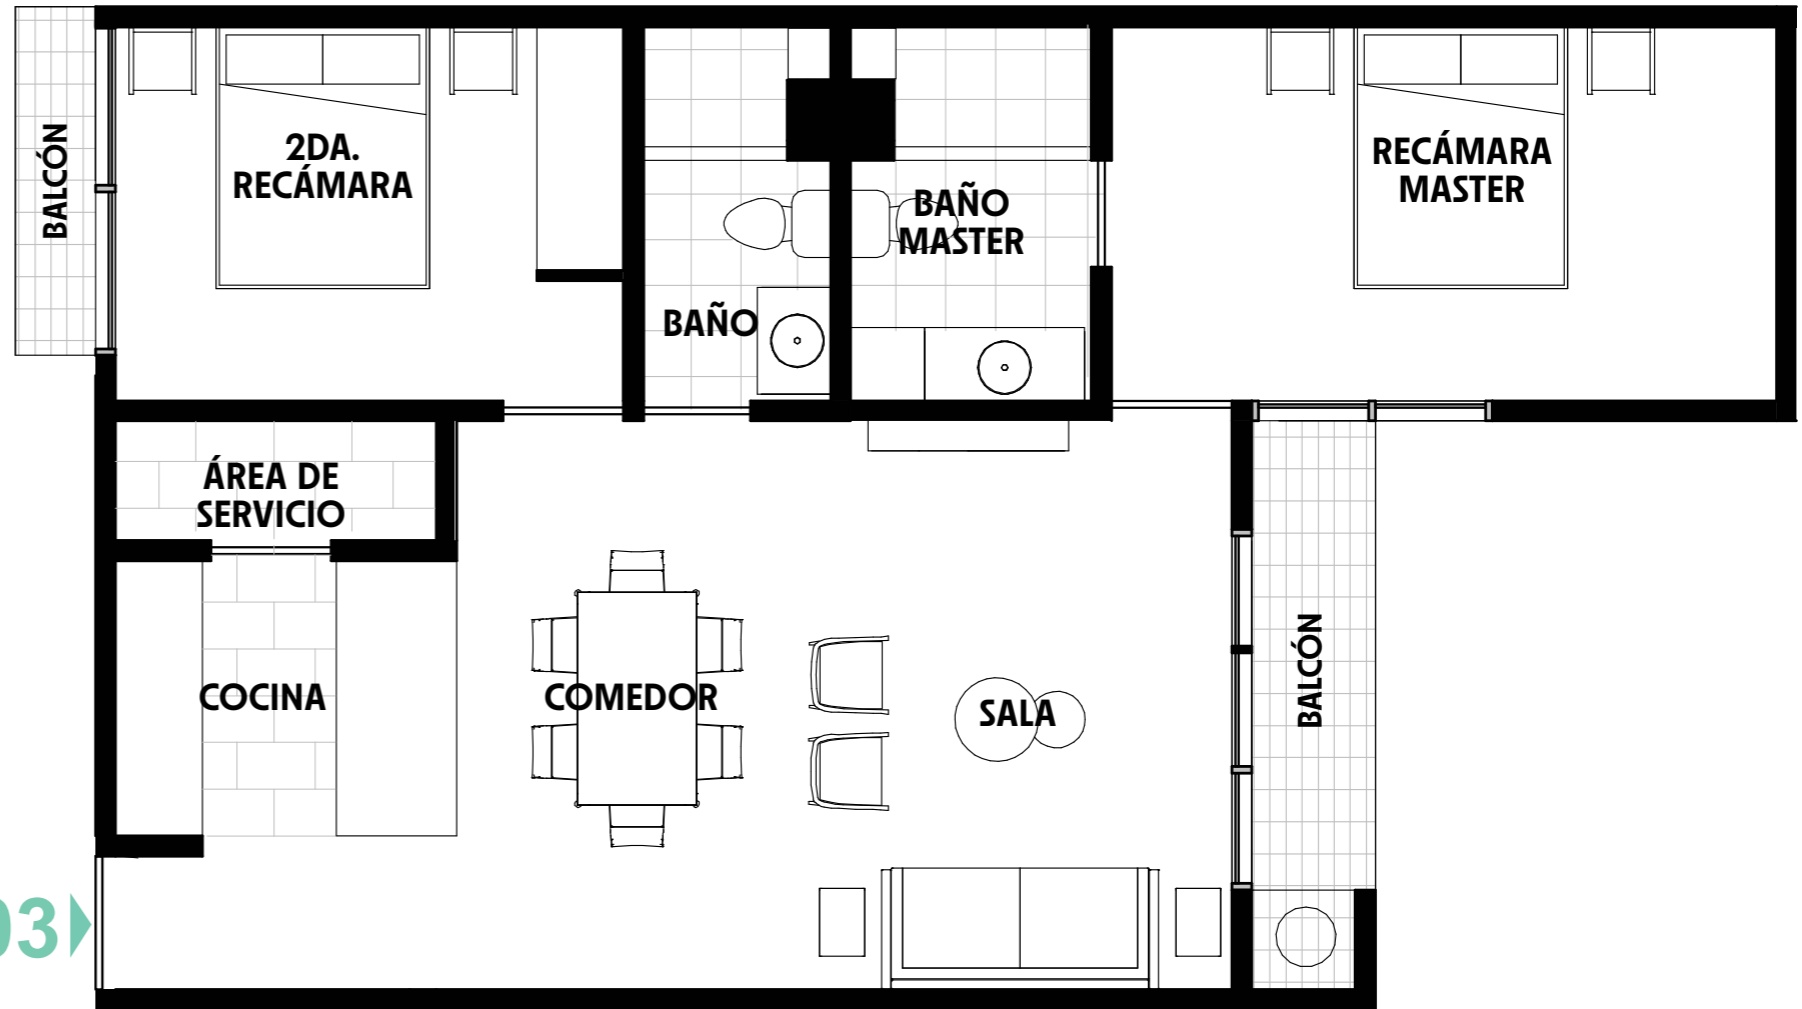 BALCÓN
2DA.
RECÁMARA
BAÑO
BAÑO
MASTER
RECÁMARA
MASTER
ÁREA DE
SERVICIO
COCINA
COMEDOR
SALA
BALCÓN
03